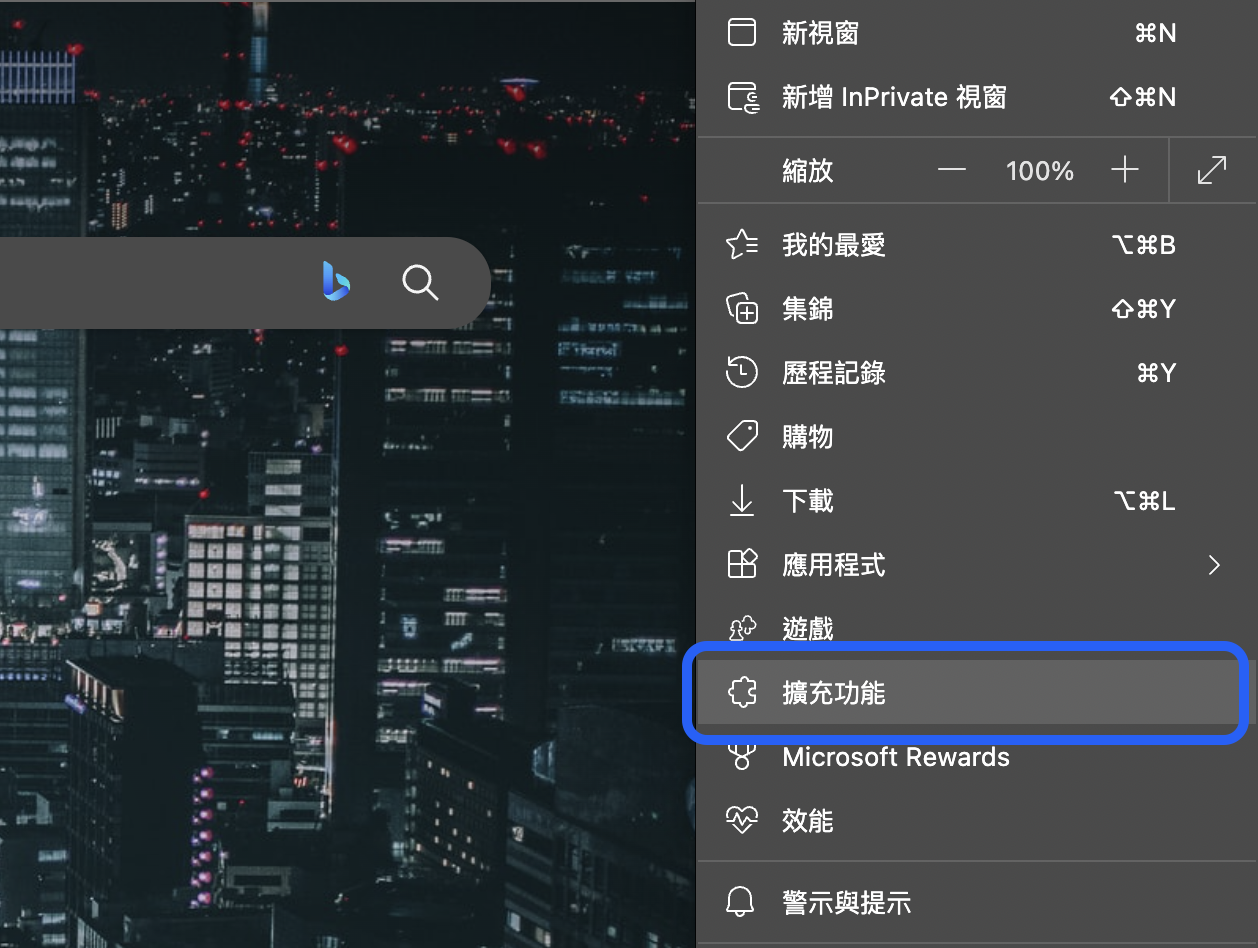 新視窗 ⌘N
新增 InPrivate 視窗 ⇧⌘N
縮放 — 100% +
我的最愛 ⌥⌘B
集錦 ⇧⌘Y
歷程記錄 ⌘Y
購物
下載 ⌥⌘L
應用程式
遊戲
擴充功能
Microsoft Rewards
效能
警示與提示